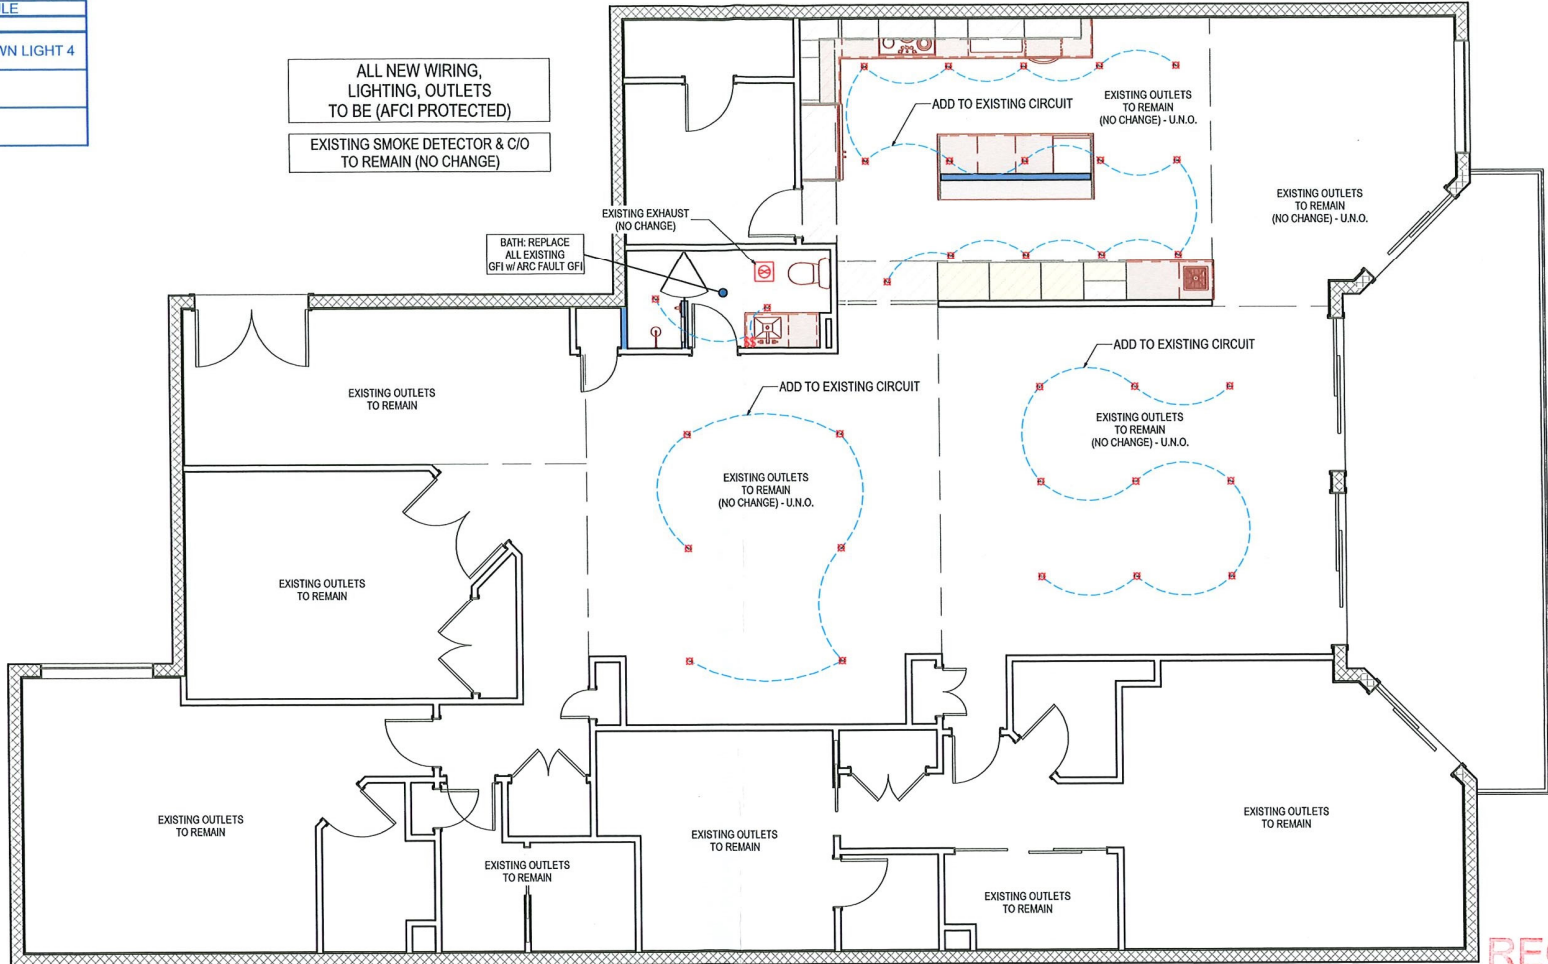 WN LIGHT 4
ALL NEW WIRING,
LIGHTING, OUTLETS
TO BE (AFCI PROTECTED)
EXISTING SMOKE DETECTOR & C/O
TO REMAIN (NO CHANGE)
ADD TO EXISTING CIRCUIT
EXISTING OUTLETS
TO REMAIN
(NO CHANGE) - U.N.O.
EXISTING OUTLETS
TO REMAIN
(NO CHANGE) - U.N.O.
EXISTING EXHAUST
(NO CHANGE)
BATH: REPLACE
ALL EXISTING
GFI w/ ARC FAULT GFI
$$
ADD TO EXISTING CIRCUIT
EXISTING OUTLETS
TO REMAIN
ADD TO EXISTING CIRCUIT
EXISTING OUTLETS
TO REMAIN
(NO CHANGE) - U.N.O.
EXISTING OUTLETS
TO REMAIN
(NO CHANGE) - U.N.O.
EXISTING OUTLETS
TO REMAIN
EXISTING OUTLETS
TO REMAIN
EXISTING OUTLETS
TO REMAIN
EXISTING OUTLETS
TO REMAIN
EXISTING OUTLETS
TO REMAIN
EXISTING OUTLETS
TO REMAIN